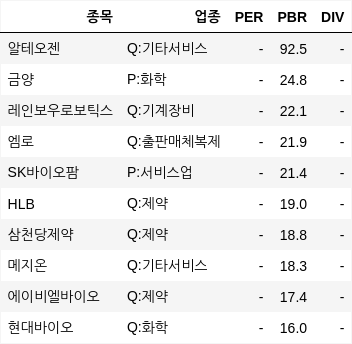 종목 업종 PER PBR DIV
알테오젠 Q:기타서비스 - 92.5 -
금양 P:화학 - 24.8 -
레인보우로보틱스 Q:기계장비 - 22.1 -
엠로 Q:출판매체복제 - 21.9 -
SK바이오팜 P:서비스업 - 21.4 -
HLB Q:제약 - 19.0 -
삼천당제약 Q:제약 - 18.8 -
메지온 Q:기타서비스 - 18.3 -
에이비엘바이오 Q:제약 - 17.4 -
현대바이오 Q:화학 - 16.0 -